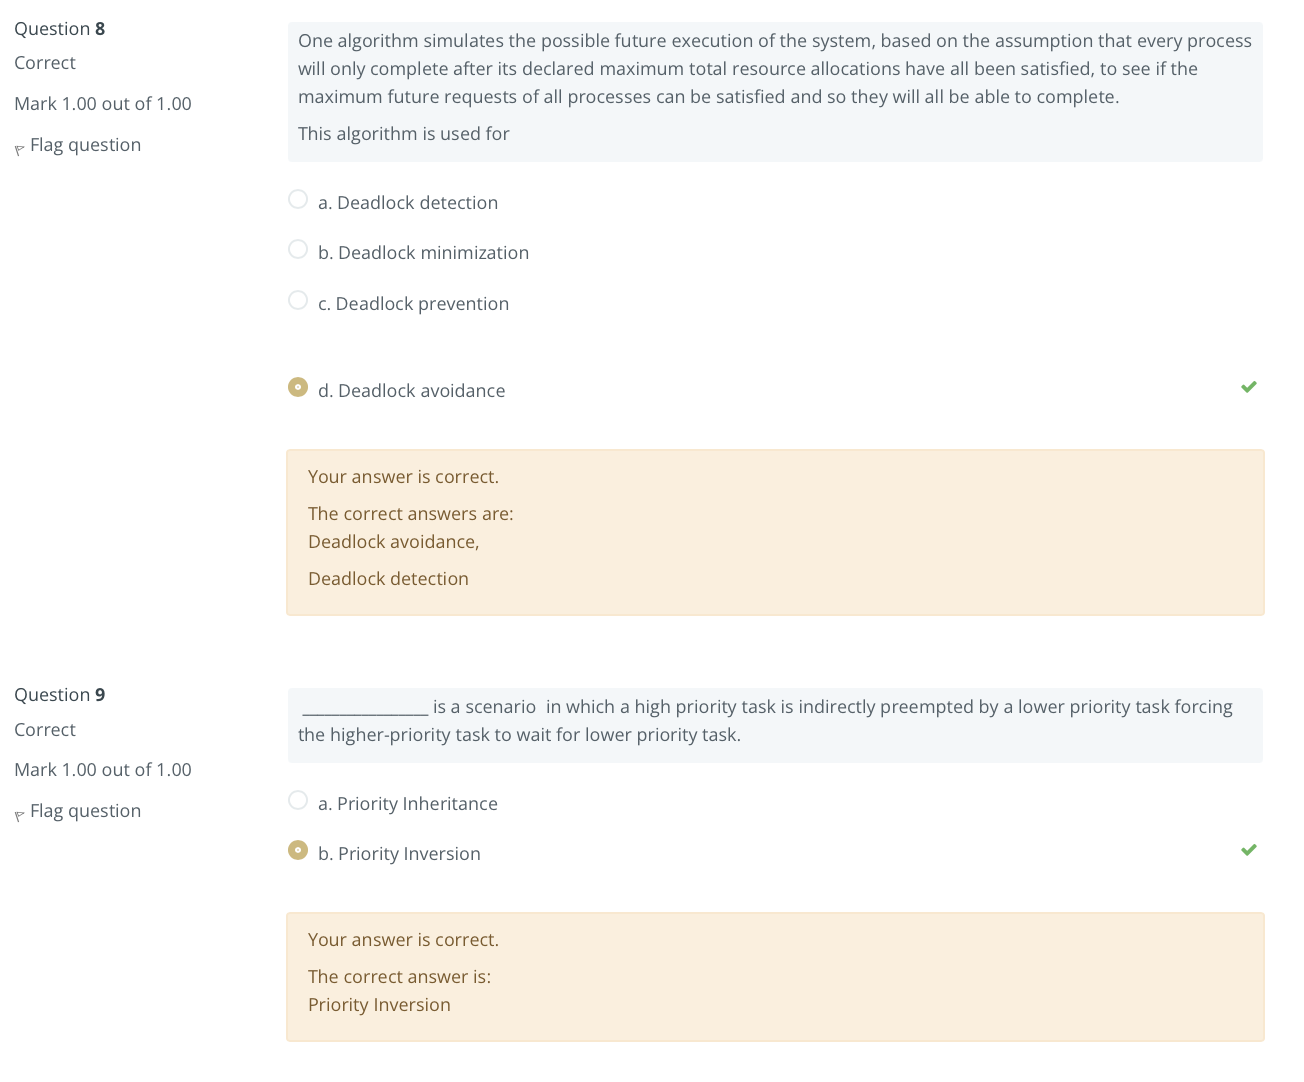 Question 8
Correct
Mark 1.00 out of 1.00
Flag question
One algorithm simulates the possible future execution of the system, based on the assumption that every process
will only complete after its declared maximum total resource allocations have all been satisfied, to see if the
maximum future requests of all processes can be satisfied and so they will all be able to complete.
This algorithm is used for
a. Deadlock detection
b. Deadlock minimization
c. Deadlock prevention
d. Deadlock avoidance
Your answer is correct.
The correct answers are:
Deadlock avoidance,
Deadlock detection
Question 9
Correct
Mark 1.00 out of 1.00
Flag question
______________ is a scenario  in which a high priority task is indirectly preempted by a lower priority task forcing
the higher-priority task to wait for lower priority task.
a. Priority Inheritance
b. Priority Inversion
Your answer is correct.
The correct answer is:
Priority Inversion